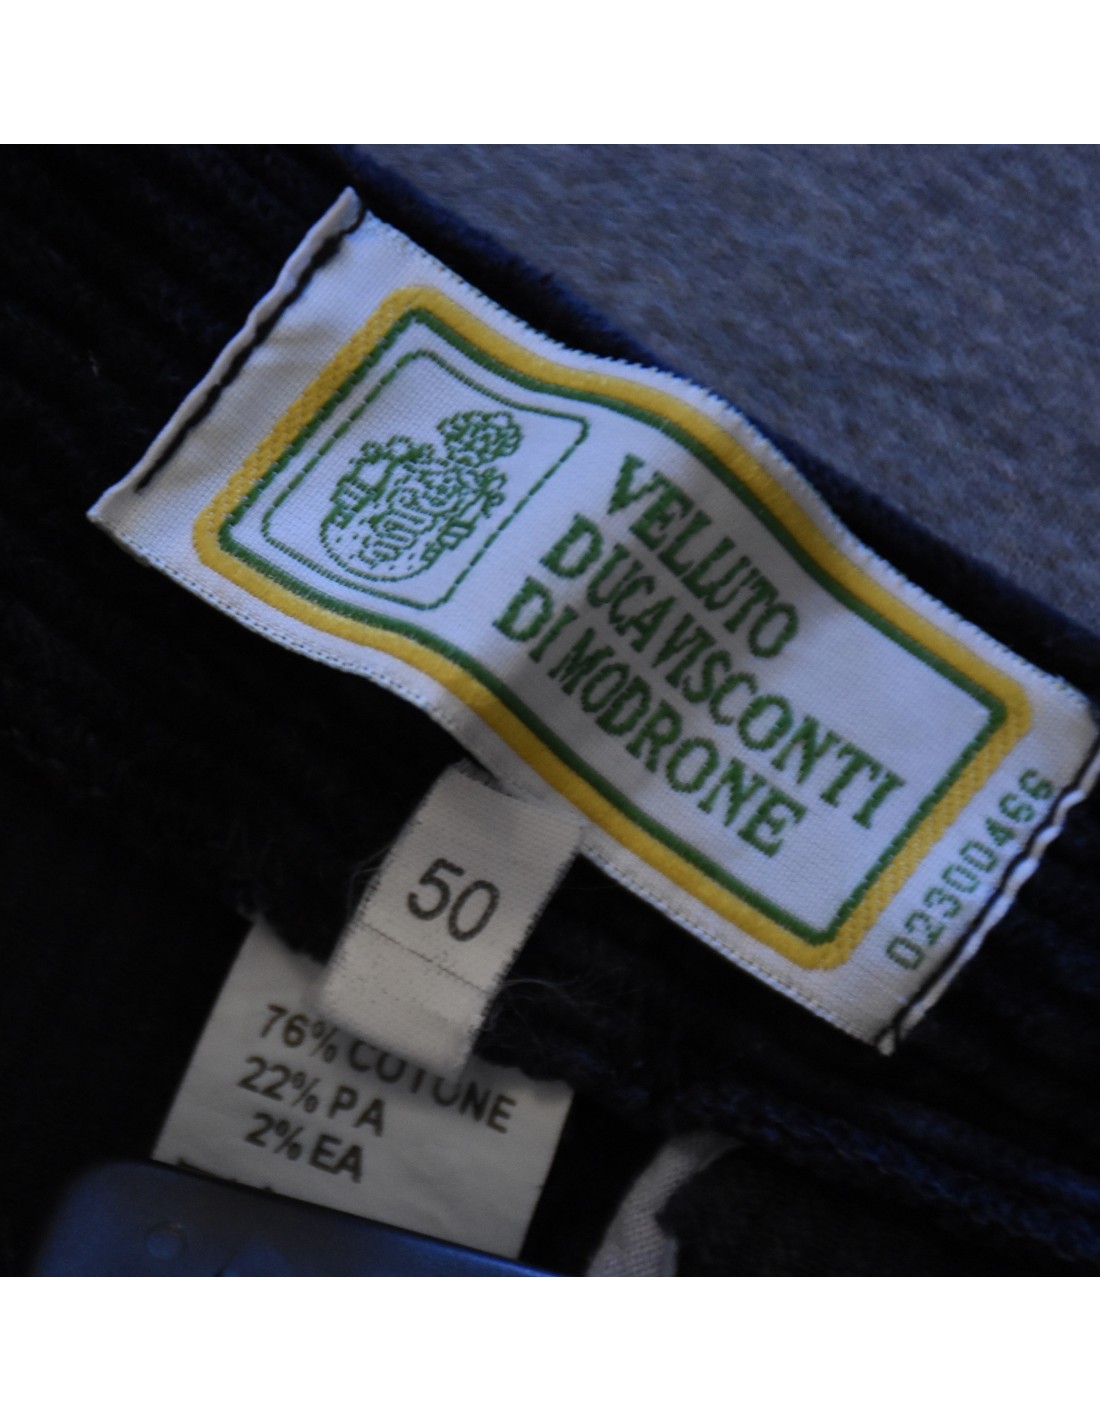 VELLUTO
DUCA VISCONTI
DI MODRONE
02300466
50
76% COTONE
22% PA
2% EA